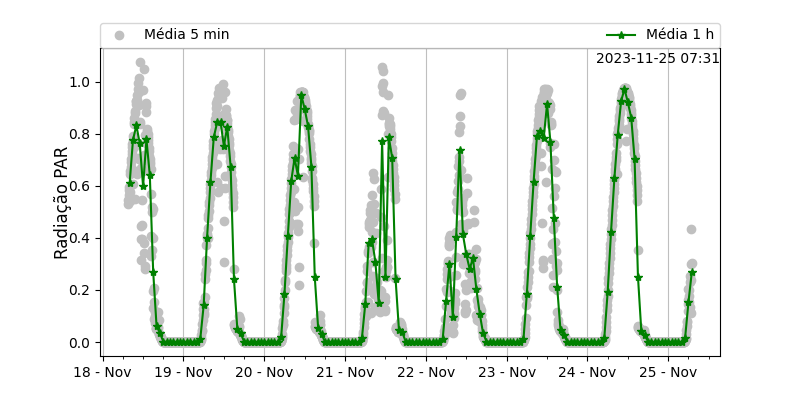 Média 5 min
Média 1 h
2023-11-25 07:31
Radiação PAR
1.0
0.8
0.6
0.4
0.2
0.0
18 - Nov
19 - Nov
20 - Nov
21 - Nov
22 - Nov
23 - Nov
24 - Nov
25 - Nov